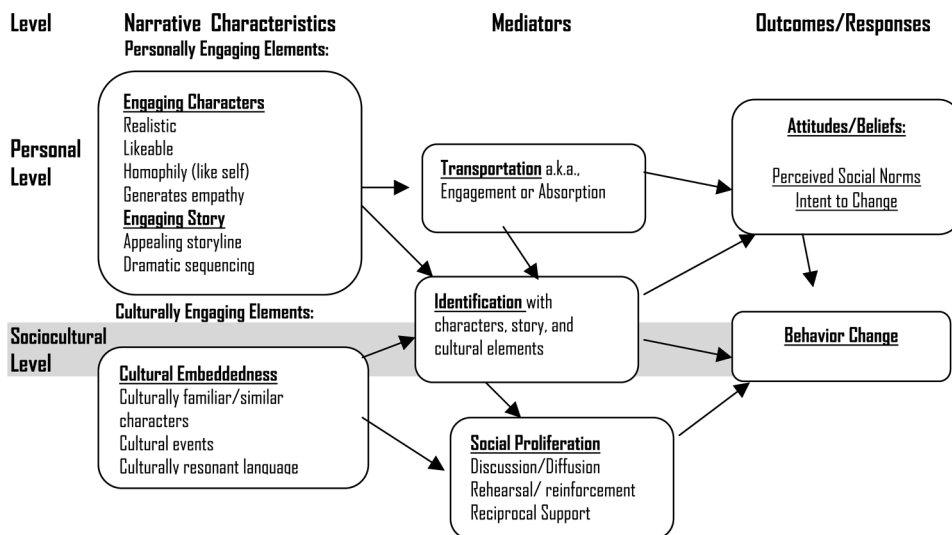 Level
Narrative Characteristics
Mediators
Outcomes/Responses
Personally Engaging Elements:
Personal
Level
Engaging Characters
Realistic
Likeable
Homophily (like self)
Generates empathy
Engaging Story
Appealing storyline
Dramatic sequencing
Transportation a.k.a.,
Engagement or Absorption
Attitudes/Beliefs:
Perceived Social Norms
Intent to Change
Culturally Engaging Elements:
Sociocultural
Level
Identification with
characters, story, and
cultural elements
Behavior Change
Cultural Embeddedness
Culturally familiar/similar
characters
Cultural events
Culturally resonant language
Social Proliferation
Discussion/Diffusion
Rehearsal/ reinforcement
Reciprocal Support